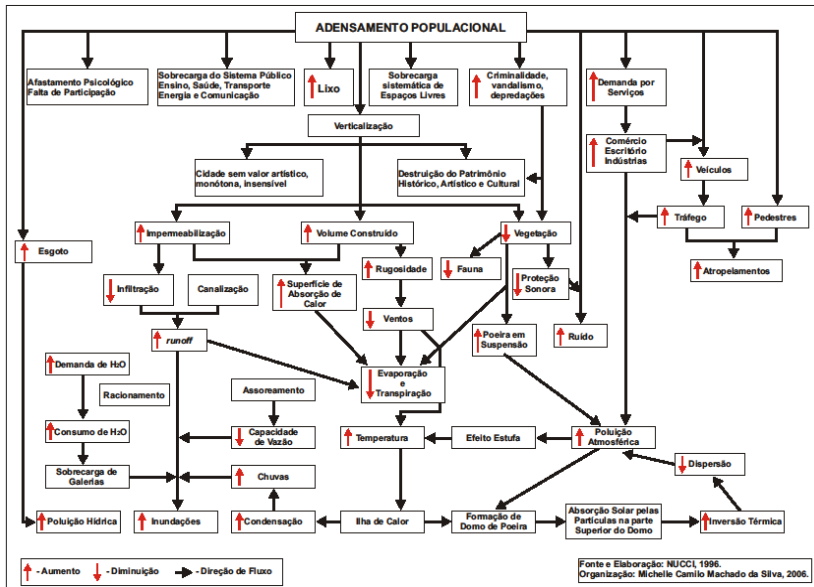 ADENSAMENTO POPULACIONAL
Afastamento Psicológico
Falta de Participação
Sobrecarga do Sistema Público
Ensino, Saúde, Transporte
Energia e Comunicação
Lixo
Sobrecarga
sistemática de
Espaços Livres
Criminalidade,
vandalismo,
depredações
Demanda por
Serviços
Verticalização
Comércio
Escritório
Indústrias
Veículos
Cidade sem valor artístico,
monótona, insensível
Destruição do Patrimônio
Histórico, Artístico e Cultural
Tráfego
Pedestres
Esgoto
Impermeabilização
Volume Construído
Vegetação
Atropelamentos
Rugosidade
Fauna
Proteção
Sonora
Infiltração
Canalização
Superfície de
Absorção de
Calor
Ventos
runoff
Poeira em
Suspensão
Ruído
Demanda de H2O
Racionamento
Assoreamento
Evaporação
e
Transpiração
Consumo de H2O
Capacidade
de Vazão
Temperatura
Efeito Estufa
Poluição
Atmosférica
Sobrecarga de
Galerias
Chuvas
Dispersão
Poluição Hídrica
Inundações
Condensação
Ilha de Calor
Formação de
Domo de Poeira
Absorção Solar pelas
Partículas na parte
Superior do Domo
Inversão Térmica
- Aumento - Diminuição - Direção de Fluxo
Fonte e Elaboração: NUCCI, 1996.
Organização: Michelle Camilo Machado da Silva, 2006.